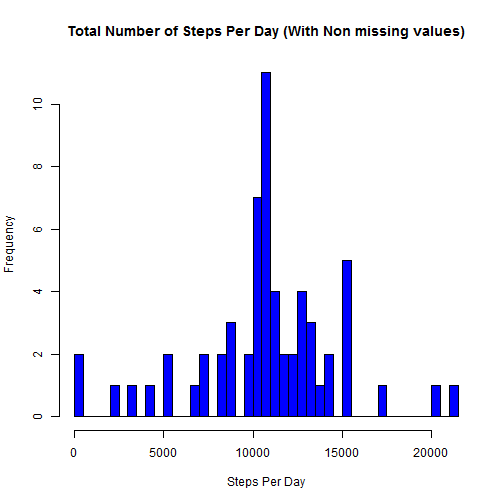 Total Number of Steps Per Day (With Non missing values)
Frequency
10
8
6
4
2
0
0 5000 10000 15000 20000
Steps Per Day